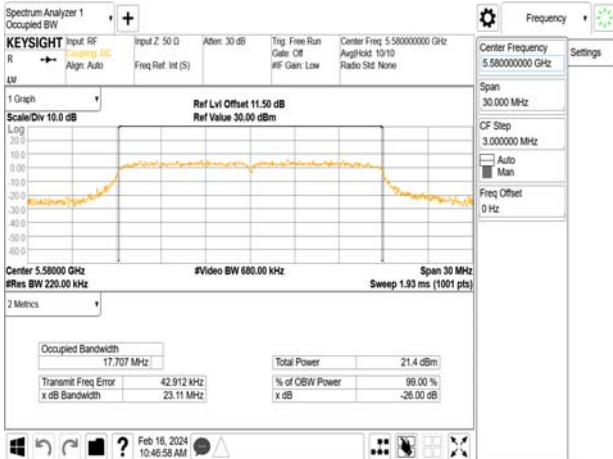 Spectrum Analyzer 1
Occupied BW
KEYSIGHT
R
LV
Input: RF
Coupling: DC
Align: Auto
Input Z: 50 Ω
Freq Ref: Int (S)
Atten: 30 dB
Trig: Free Run
Gate: Off
#IF Gain: Low
Center Freq: 5.580000000 GHz
Avg|Hold: 10/10
Radio Std: None
1 Graph
Scale/Div 10.0 dB
Ref Lvl Offset 11.50 dB
Ref Value 30.00 dBm
Log
20.0
10.0
0.00
-10.0
-20.0
-30.0
-40.0
-50.0
-60.0
Center 5.58000 GHz
#Res BW 220.00 kHz
#Video BW 680.00 kHz
Span 30 MHz
Sweep 1.93 ms (1001 pts)
2 Metrics
Occupied Bandwidth
17.707 MHz
Total Power 21.4 dBm
Transmit Freq Error 42.912 kHz
% of OBW Power 99.00 %
x dB Bandwidth 23.11 MHz
x dB -26.00 dB
Feb 16, 2024
10:46:58 AM
Frequency
Center Frequency
5.580000000 GHz
Settings
Span
30.000 MHz
CF Step
3.000000 MHz
Auto
Man
Freq Offset
0 Hz